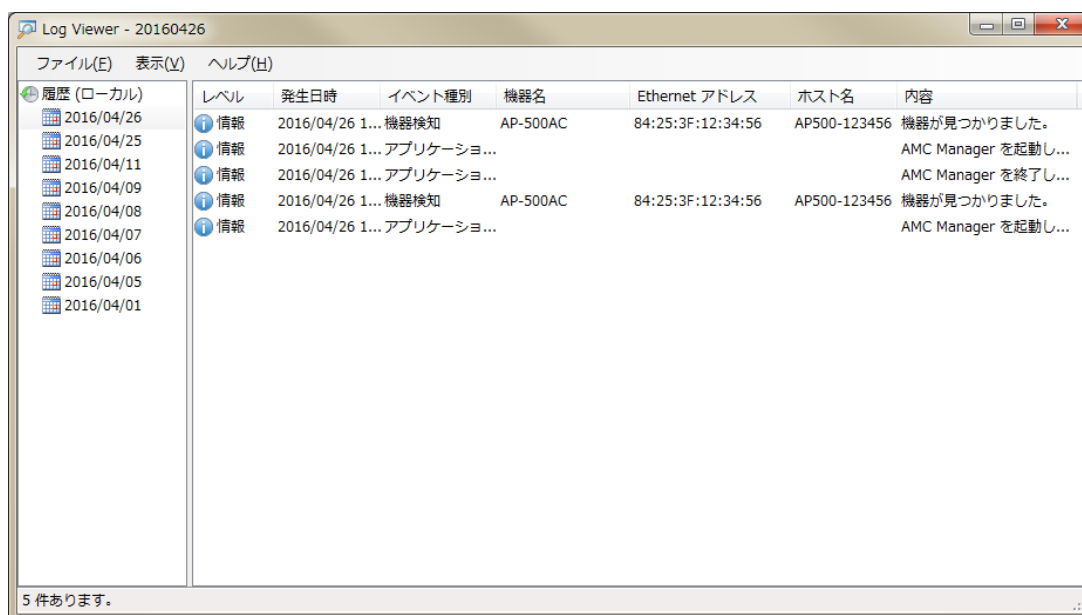 Log Viewer - 20160426
ファイル(F) 表示(V) ヘルプ(H)
履歴 (ローカル)
2016/04/26
2016/04/25
2016/04/11
2016/04/09
2016/04/08
2016/04/07
2016/04/06
2016/04/05
2016/04/01
レベル 発生日時 イベント種別 機器名 Ethernet アドレス ホスト名 内容
情報 2016/04/26 1... 機器検知 AP-500AC 84:25:3F:12:34:56 AP500-123456 機器が見つかりました。
情報 2016/04/26 1... アプリケーショ... AMC Manager を起動し...
情報 2016/04/26 1... アプリケーショ... AMC Manager を終了し...
情報 2016/04/26 1... 機器検知 AP-500AC 84:25:3F:12:34:56 AP500-123456 機器が見つかりました。
情報 2016/04/26 1... アプリケーショ... AMC Manager を起動し...
5 件あります。